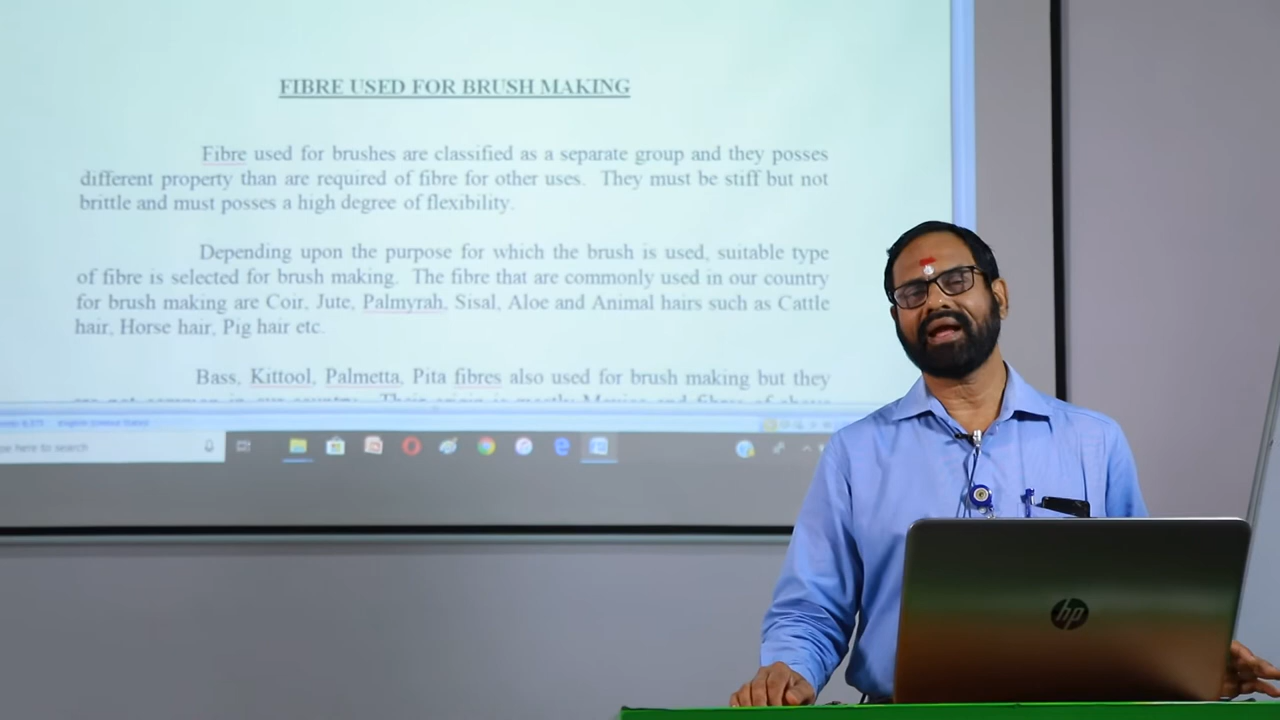 FIBRE USED FOR BRUSH MAKING
Fibre used for brushes are classified as a separate group and they posses
different property than are required of fibre for other uses. They must be stiff but not
brittle and must posses a high degree of flexibility.
Depending upon the purpose for which the brush is used, suitable type
of fibre is selected for brush making. The fibre that are commonly used in our country
for brush making are Coir, Jute, Palmyrah, Sisal, Aloe and Animal hairs such as Cattle
hair, Horse hair, Pig hair etc.
Bass, Kittool, Palmetta, Pita fibres also used for brush making but they
here to search
hp